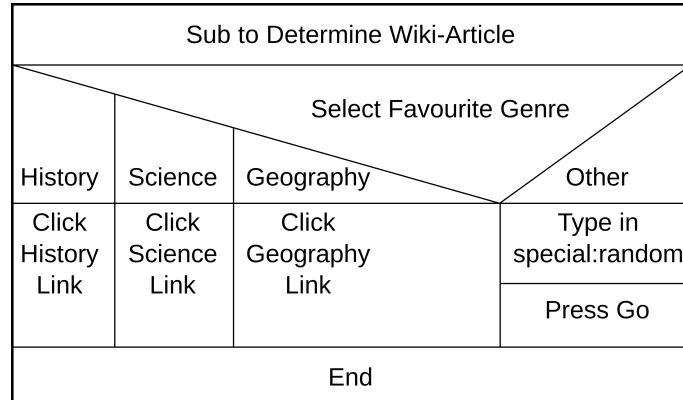 Sub to Determine Wiki-Article
Select Favourite Genre
History
Science
Geography
Other
Click
History
Link
Click
Science
Link
Click
Geography
Link
Type in
special:random
Press Go
End